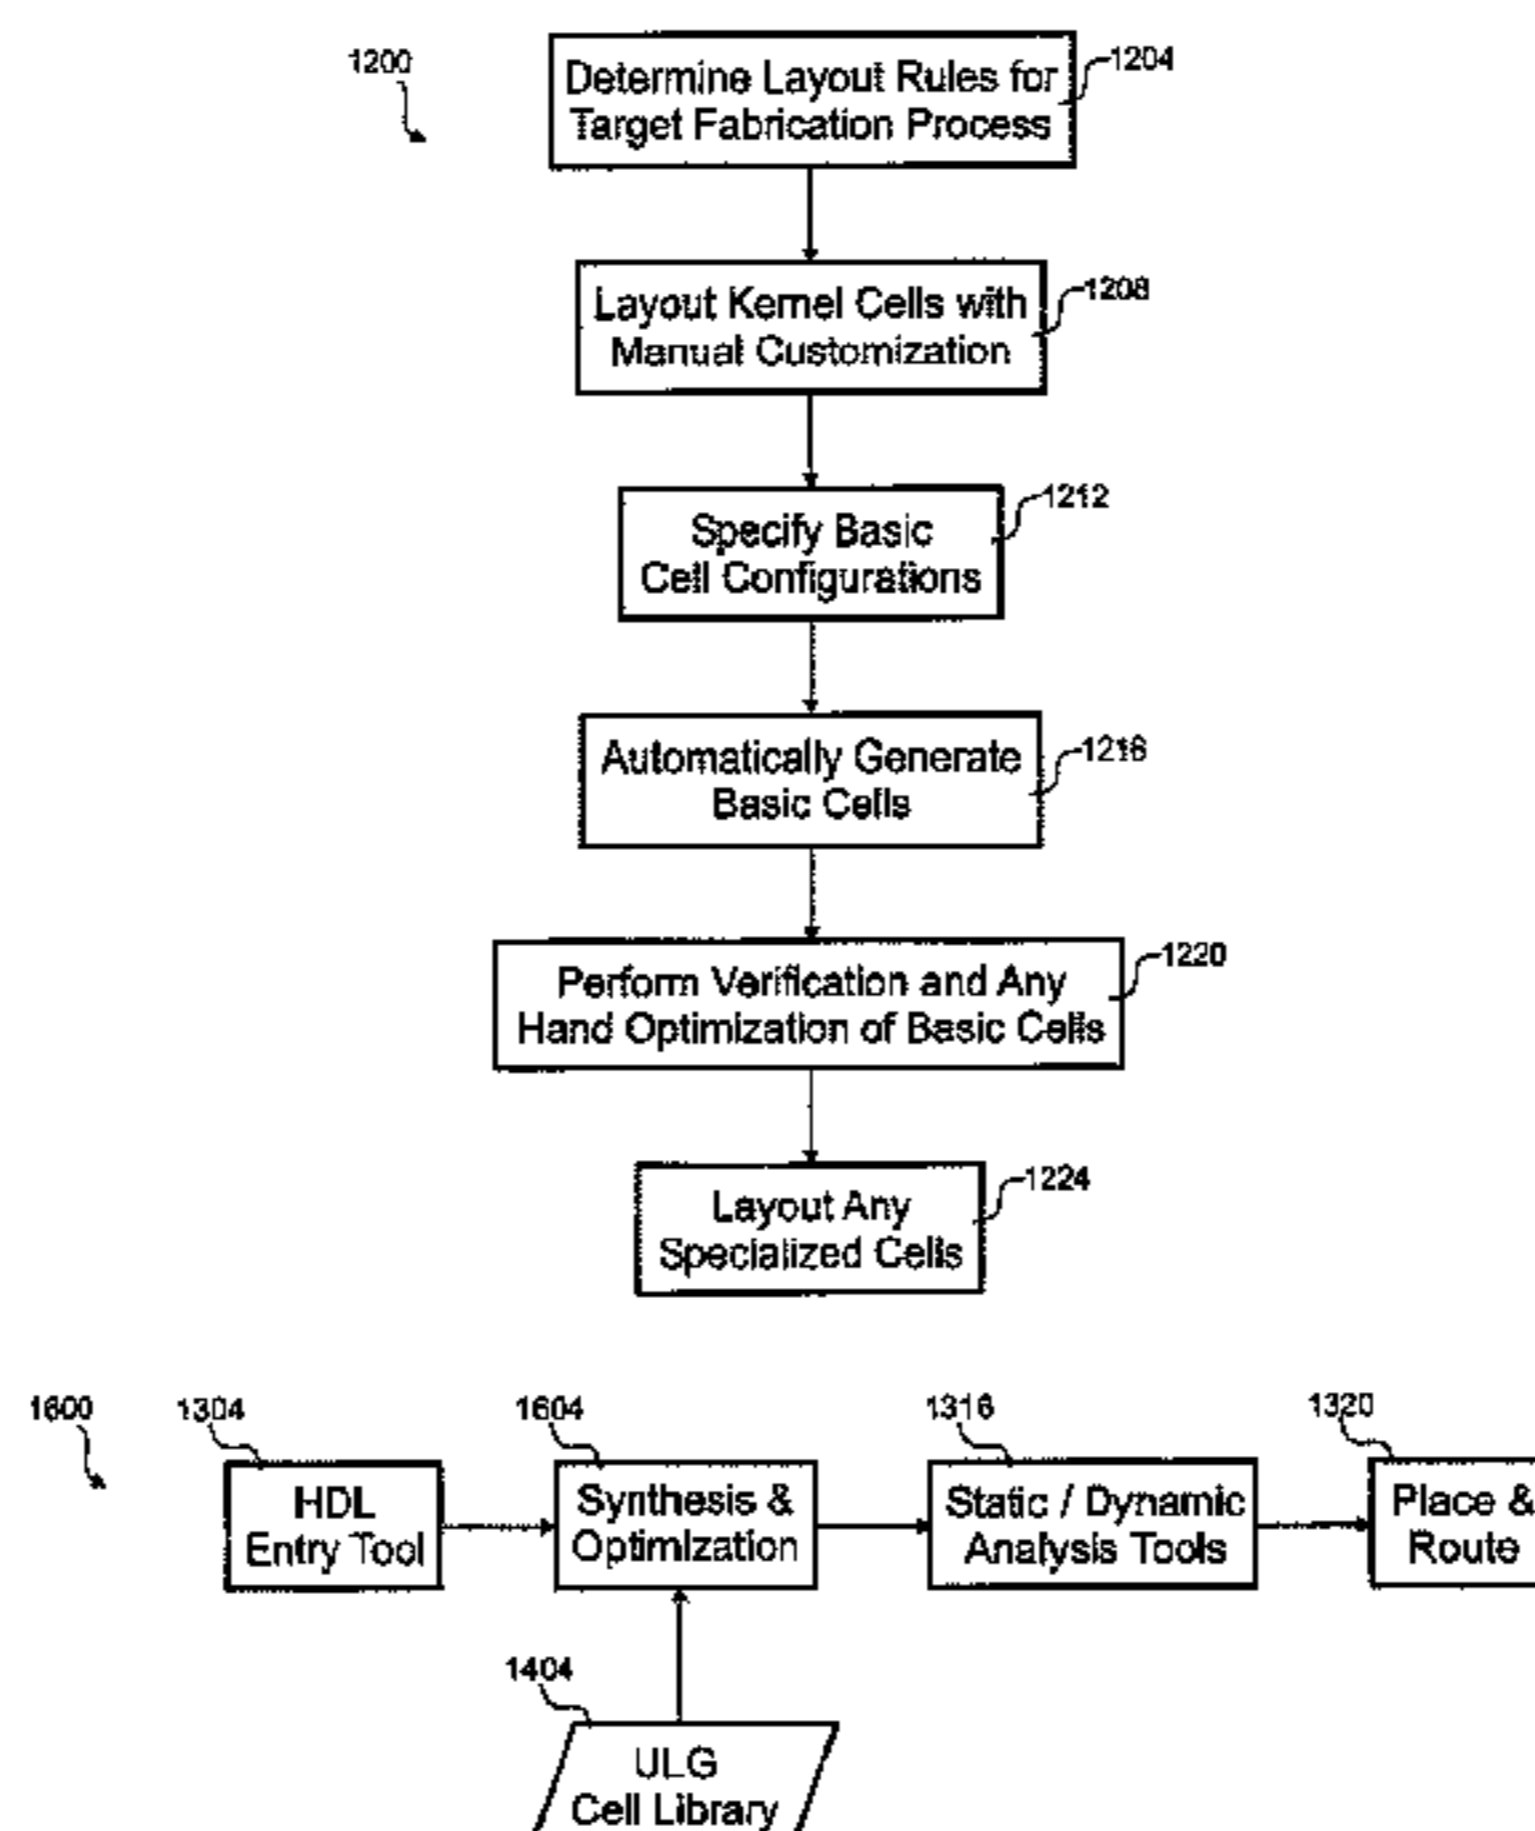 1200
1204
Determine Layout Rules for
Target Fabrication Process
1208
Layout Kernel Cells with
Manual Customization
1212
Specify Basic
Cell Configurations
1216
Automatically Generate
Basic Cells
1220
Perform Verification and Any
Hand Optimization of Basic Cells
1224
Layout Any
Specialized Cells
1600
1304
HDL
Entry Tool
1604
Synthesis &
Optimization
1316
Static / Dynamic
Analysis Tools
1320
Place &
Route
1404
ULG
Cell Library